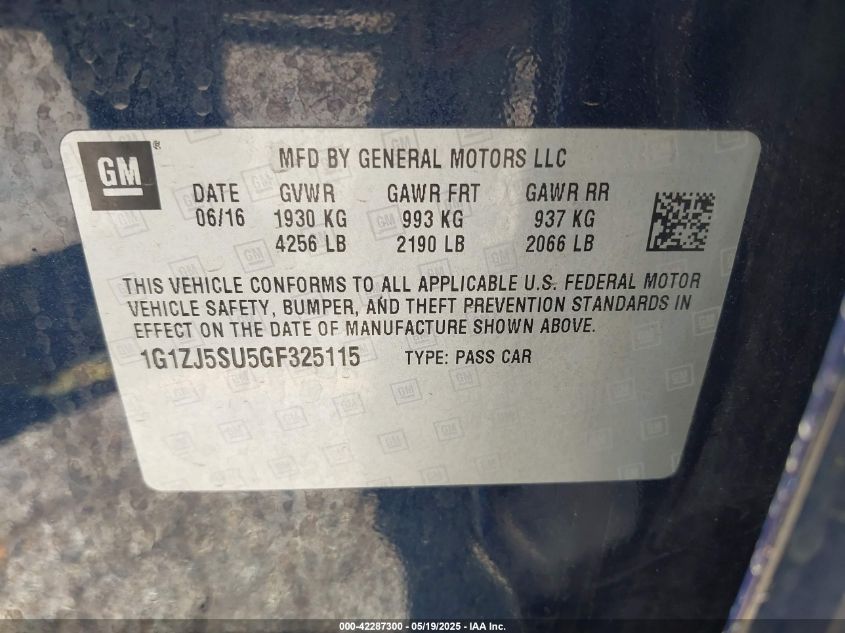 GM®
MFD BY GENERAL MOTORS LLC
DATE GVWR GAWR FRT GAWR RR
06/16 1930 KG 993 KG 937 KG
4256 LB 2190 LB 2066 LB
THIS VEHICLE CONFORMS TO ALL APPLICABLE U.S. FEDERAL MOTOR
VEHICLE SAFETY, BUMPER, AND THEFT PREVENTION STANDARDS IN
EFFECT ON THE DATE OF MANUFACTURE SHOWN ABOVE.
1G1ZJ5SU5GF325115 TYPE: PASS CAR
000-42287300 - 05/19/2025 - IAA Inc.